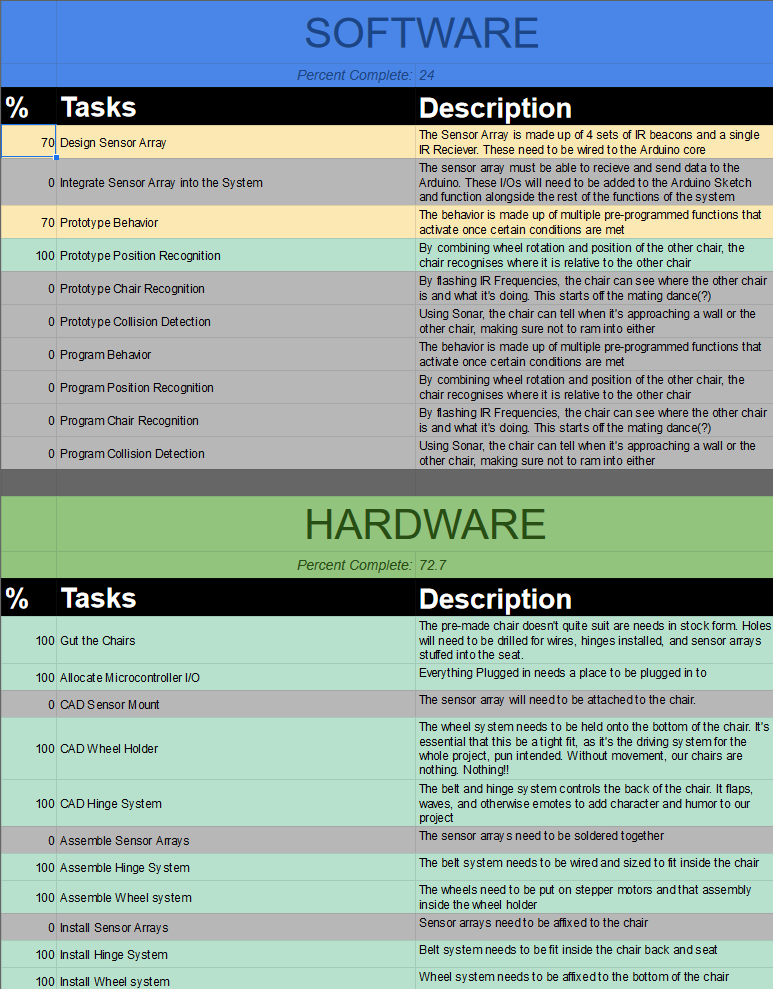 SOFTWARE
Percent Complete: 24
% Tasks Description
70 Design Sensor Array The Sensor Array is made up of 4 sets of IR beacons and a single
IR Reciever. These need to be wired to the Arduino core
0 Integrate Sensor Array into the System The sensor array must be able to recieve and send data to the
Arduino. These I/Os will need to be added to the Arduino Sketch
and function alongside the rest of the functions of the system
70 Prototype Behavior The behavior is made up of multiple pre-programmed functions that
activate once certain conditions are met
100 Prototype Position Recognition By combining wheel rotation and position of the other chair, the
chair recognises where it is relative to the other chair
0 Prototype Chair Recognition By flashing IR Frequencies, the chair can see where the other chair
is and what it's doing. This starts off the mating dance(?)
0 Prototype Collision Detection Using Sonar, the chair can tell when it's approaching a wall or the
other chair, making sure not to ram into either
0 Program Behavior The behavior is made up of multiple pre-programmed functions that
activate once certain conditions are met
0 Program Position Recognition By combining wheel rotation and position of the other chair, the
chair recognises where it is relative to the other chair
0 Program Chair Recognition By flashing IR Frequencies, the chair can see where the other chair
is and what it's doing. This starts off the mating dance(?)
0 Program Collision Detection Using Sonar, the chair can tell when it's approaching a wall or the
other chair, making sure not to ram into either
HARDWARE
Percent Complete: 72.7
% Tasks Description
100 Gut the Chairs The pre-made chair doesn't quite suit are needs in stock form. Holes
will need to be drilled for wires, hinges installed, and sensor arrays
stuffed into the seat.
100 Allocate Microcontroller I/O Everything Plugged in needs a place to be plugged in to
0 CAD Sensor Mount The sensor array will need to be attached to the chair.
100 CAD Wheel Holder The wheel system needs to be held onto the bottom of the chair. It's
essential that this be a tight fit, as it's the driving system for the
whole project, pun intended. Without movement, our chairs are
nothing. Nothing!!
100 CAD Hinge System The belt and hinge system controls the back of the chair. It flaps,
waves, and otherwise emotes to add character and humor to our
project
0 Assemble Sensor Arrays The sensor arrays need to be soldered together
100 Assemble Hinge System The belt system needs to be wired and sized to fit inside the chair
100 Assemble Wheel system The wheels need to be put on stepper motors and that assembly
inside the wheel holder
0 Install Sensor Arrays Sensor arrays need to be affixed to the chair
100 Install Hinge System Belt system needs to be fit inside the chair back and seat
100 Install Wheel system Wheel system needs to be affixed to the bottom of the chair